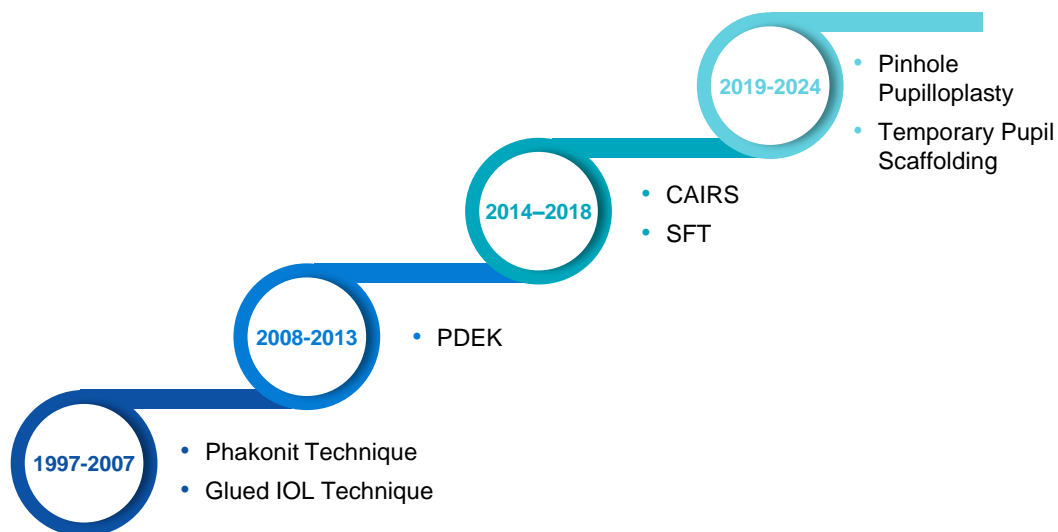 2019-2024
• Pinhole
Pupilloplasty
• Temporary Pupil
Scaffolding
2014–2018
• CAIRS
• SFT
2008-2013
• PDEK
1997-2007
• Phakonit Technique
• Glued IOL Technique